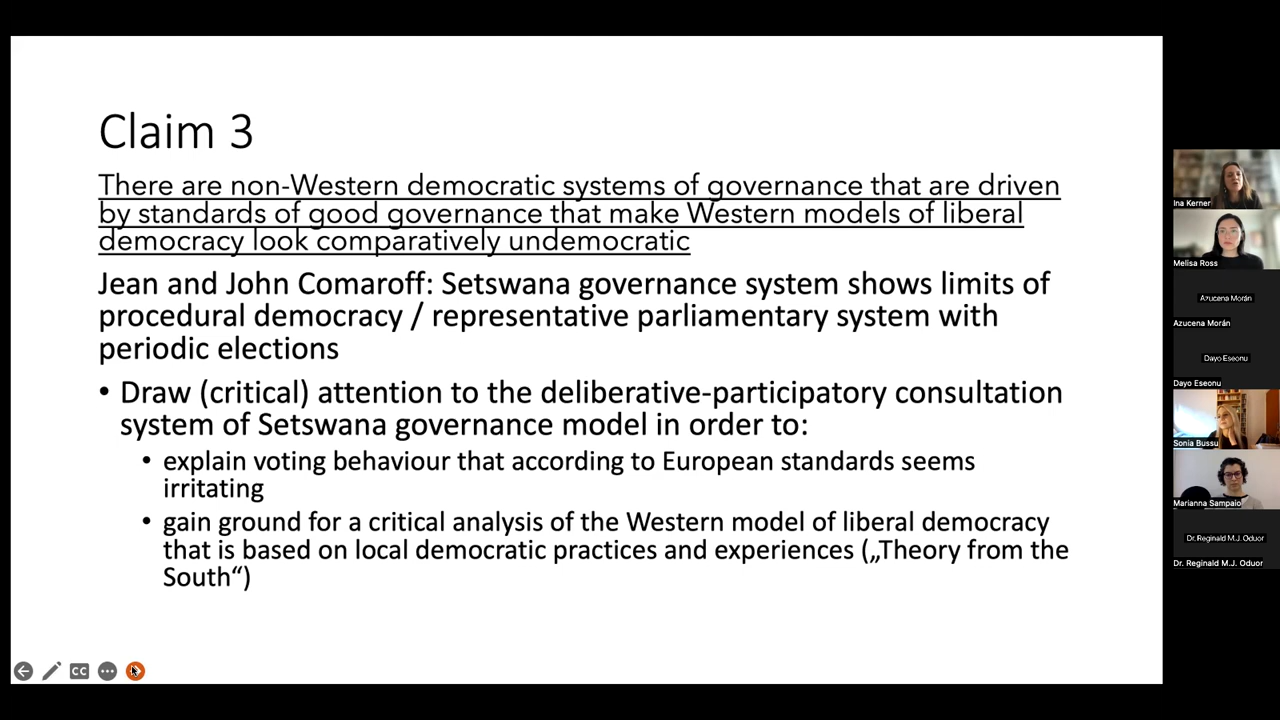 Claim 3
There are non-Western democratic systems of governance that are driven
by standards of good governance that make Western models of liberal
democracy look comparatively undemocratic
Jean and John Comaroff: Setswana governance system shows limits of
procedural democracy / representative parliamentary system with
periodic elections
• Draw (critical) attention to the deliberative-participatory consultation
system of Setswana governance model in order to:
• explain voting behaviour that according to European standards seems
irritating
• gain ground for a critical analysis of the Western model of liberal democracy
that is based on local democratic practices and experiences („Theory from the
South“)
CC
Ina Kerner
Melisa Ross
Azucena Morán
Azucena Morán
Dayo Eseonu
Dayo Eseonu
Sonia Bussu
Marianna Sampaio
Dr. Reginald M.J. Oduor
Dr. Reginald M.J. Oduor